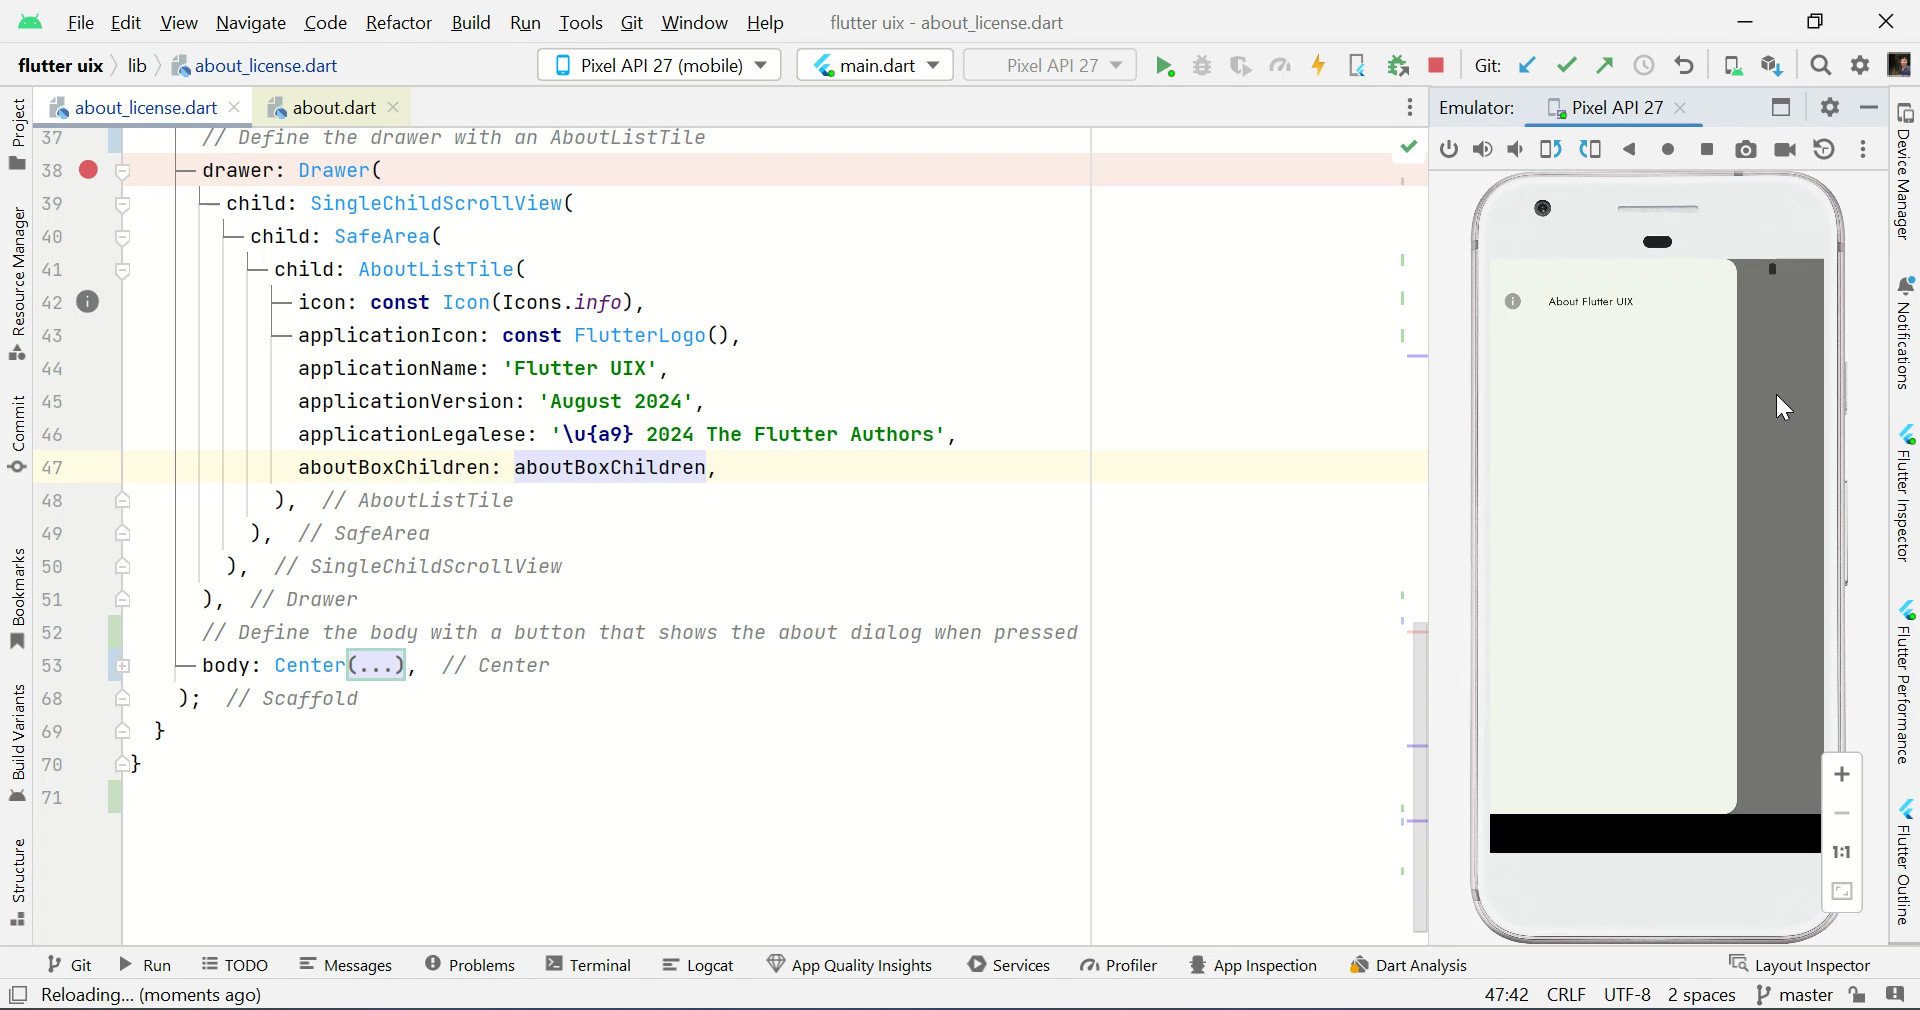 File Edit View Navigate Code Refactor Build Run Tools Git Window Help flutter uix - about_license.dart
flutter uix lib about_license.dart Pixel API 27 (mobile) main.dart Pixel API 27 Git:
about_license.dart about.dart Emulator: Pixel API 27
37 // Define the drawer with an AboutListTile
38 drawer: Drawer(
39 child: SingleChildScrollView(
40 child: SafeArea(
41 child: AboutListTile(
42 icon: const Icon(Icons.info),
43 applicationIcon: const FlutterLogo(),
44 applicationName: 'Flutter UIX',
45 applicationVersion: 'August 2024',
46 applicationLegalese: '\u{a9} 2024 The Flutter Authors',
47 aboutBoxChildren: aboutBoxChildren,
48 ), // AboutListTile
49 ), // SafeArea
50 ), // SingleChildScrollView
51 ), // Drawer
52 // Define the body with a button that shows the about dialog when pressed
53 body: Center(...), // Center
68 ); // Scaffold
69 }
70 }
71
About Flutter UIX
1:1
Project
Resource Manager
Commit
Bookmarks
Build Variants
Structure
Device Manager
Notifications
Flutter Inspector
Flutter Performance
Flutter Outline
Git Run TODO Messages Problems Terminal Logcat App Quality Insights Services Profiler App Inspection Dart Analysis Layout Inspector
Reloading... (moments ago) 47:42 CRLF UTF-8 2 spaces master